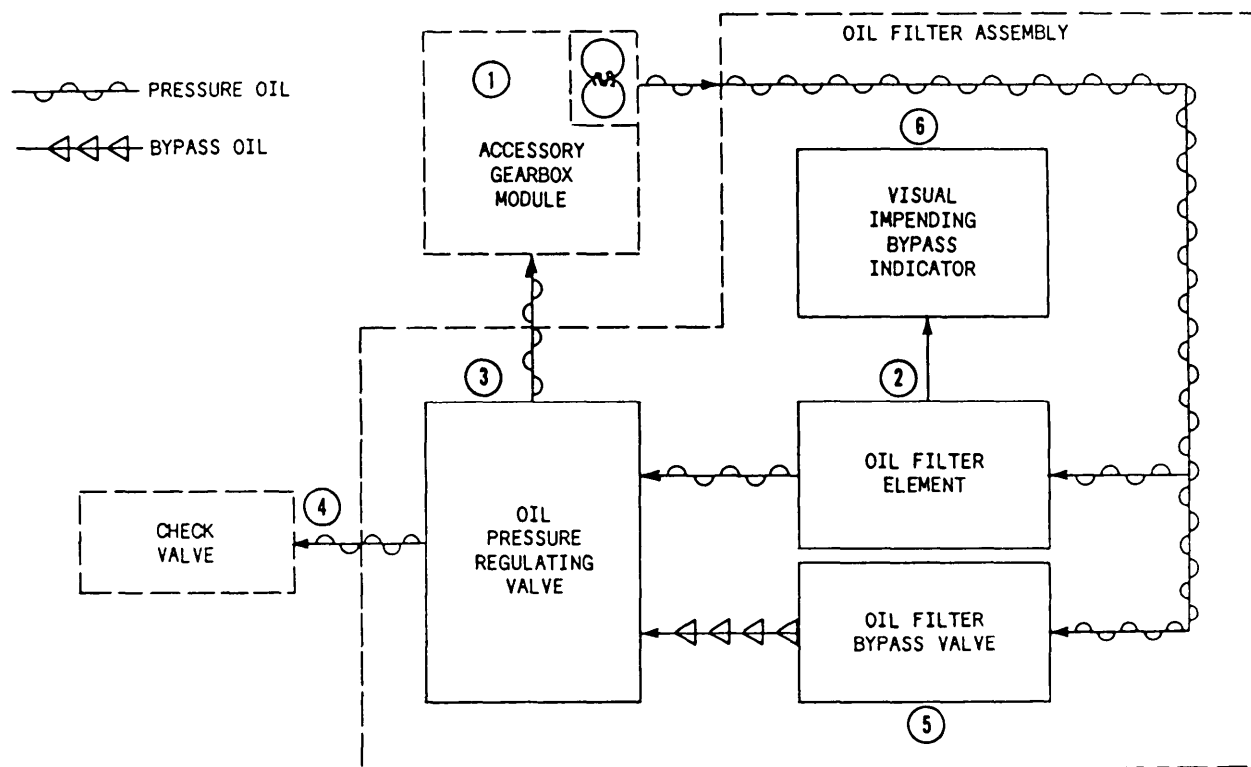 OIL FILTER ASSEMBLY
PRESSURE OIL
BYPASS OIL
1
ACCESSORY
GEARBOX
MODULE
6
VISUAL
IMPENDING
BYPASS
INDICATOR
3
2
OIL FILTER
ELEMENT
4
CHECK
VALVE
OIL
PRESSURE
REGULATING
VALVE
OIL FILTER
BYPASS VALVE
5